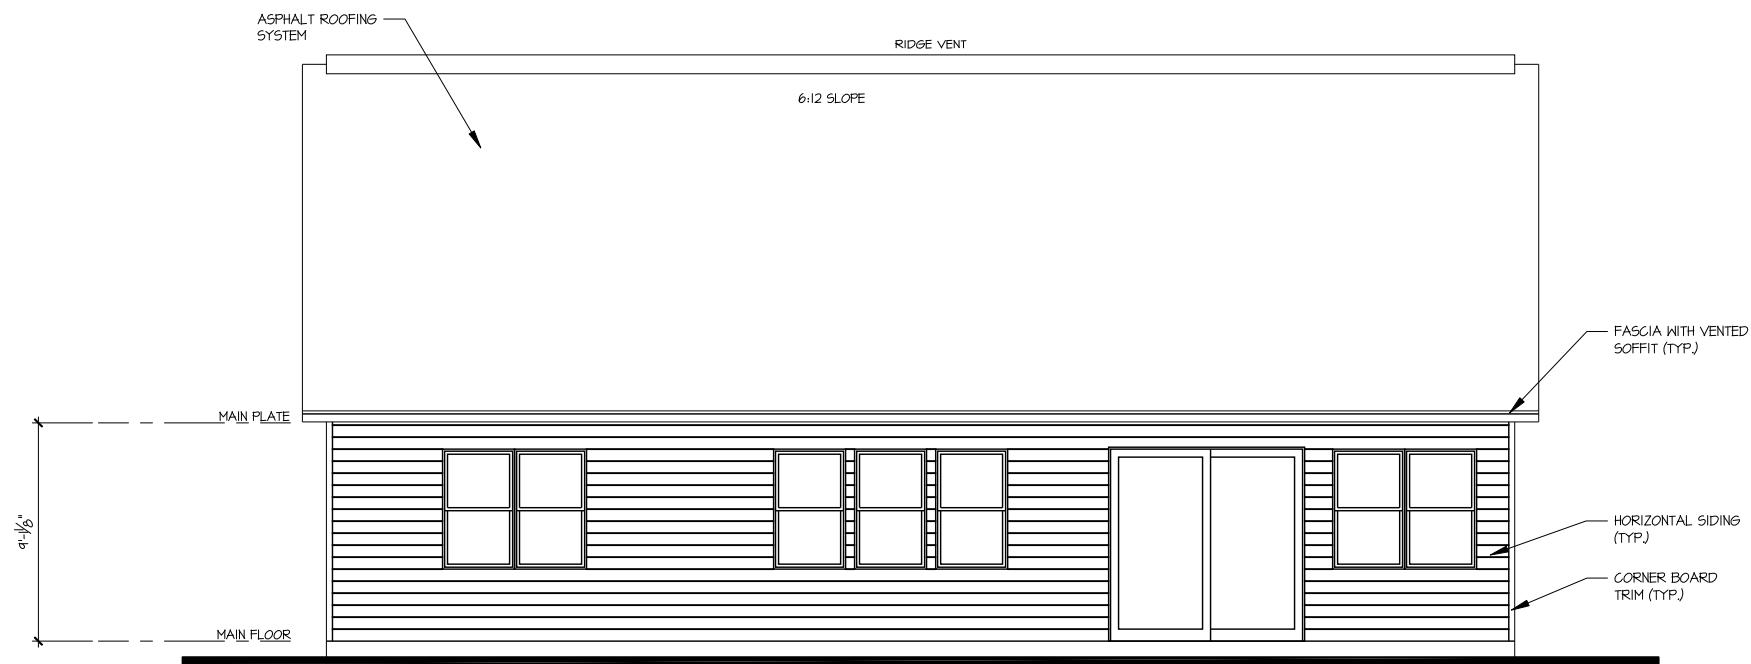 ASPHALT ROOFING
SYSTEM
RIDGE VENT
6:12 SLOPE
FASCIA WITH VENTED
SOFFIT (TYP.)
MAIN PLATE
9'-1 1/8"
HORIZONTAL SIDING
(TYP.)
CORNER BOARD
TRIM (TYP.)
MAIN FLOOR